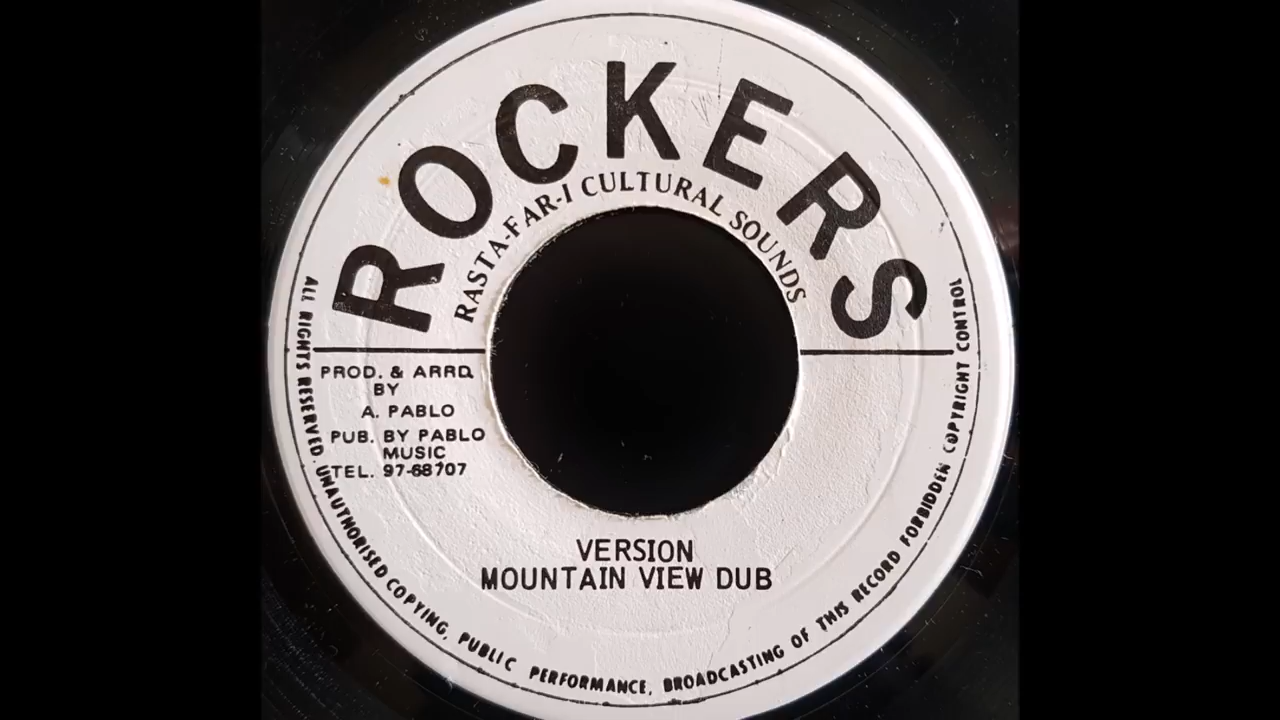 ROCKERS
RASTA-FAR-I CULTURAL SOUNDS
PROD. & ARRD.
BY
A. PABLO
PUB. BY PABLO
MUSIC
TEL. 97-68707
VERSION
MOUNTAIN VIEW DUB
ALL RIGHTS RESERVED. UNAUTHORISED COPYING, PUBLIC PERFORMANCE, BROADCASTING OF THIS RECORD FORBIDDEN COPYRIGHT CONTROL